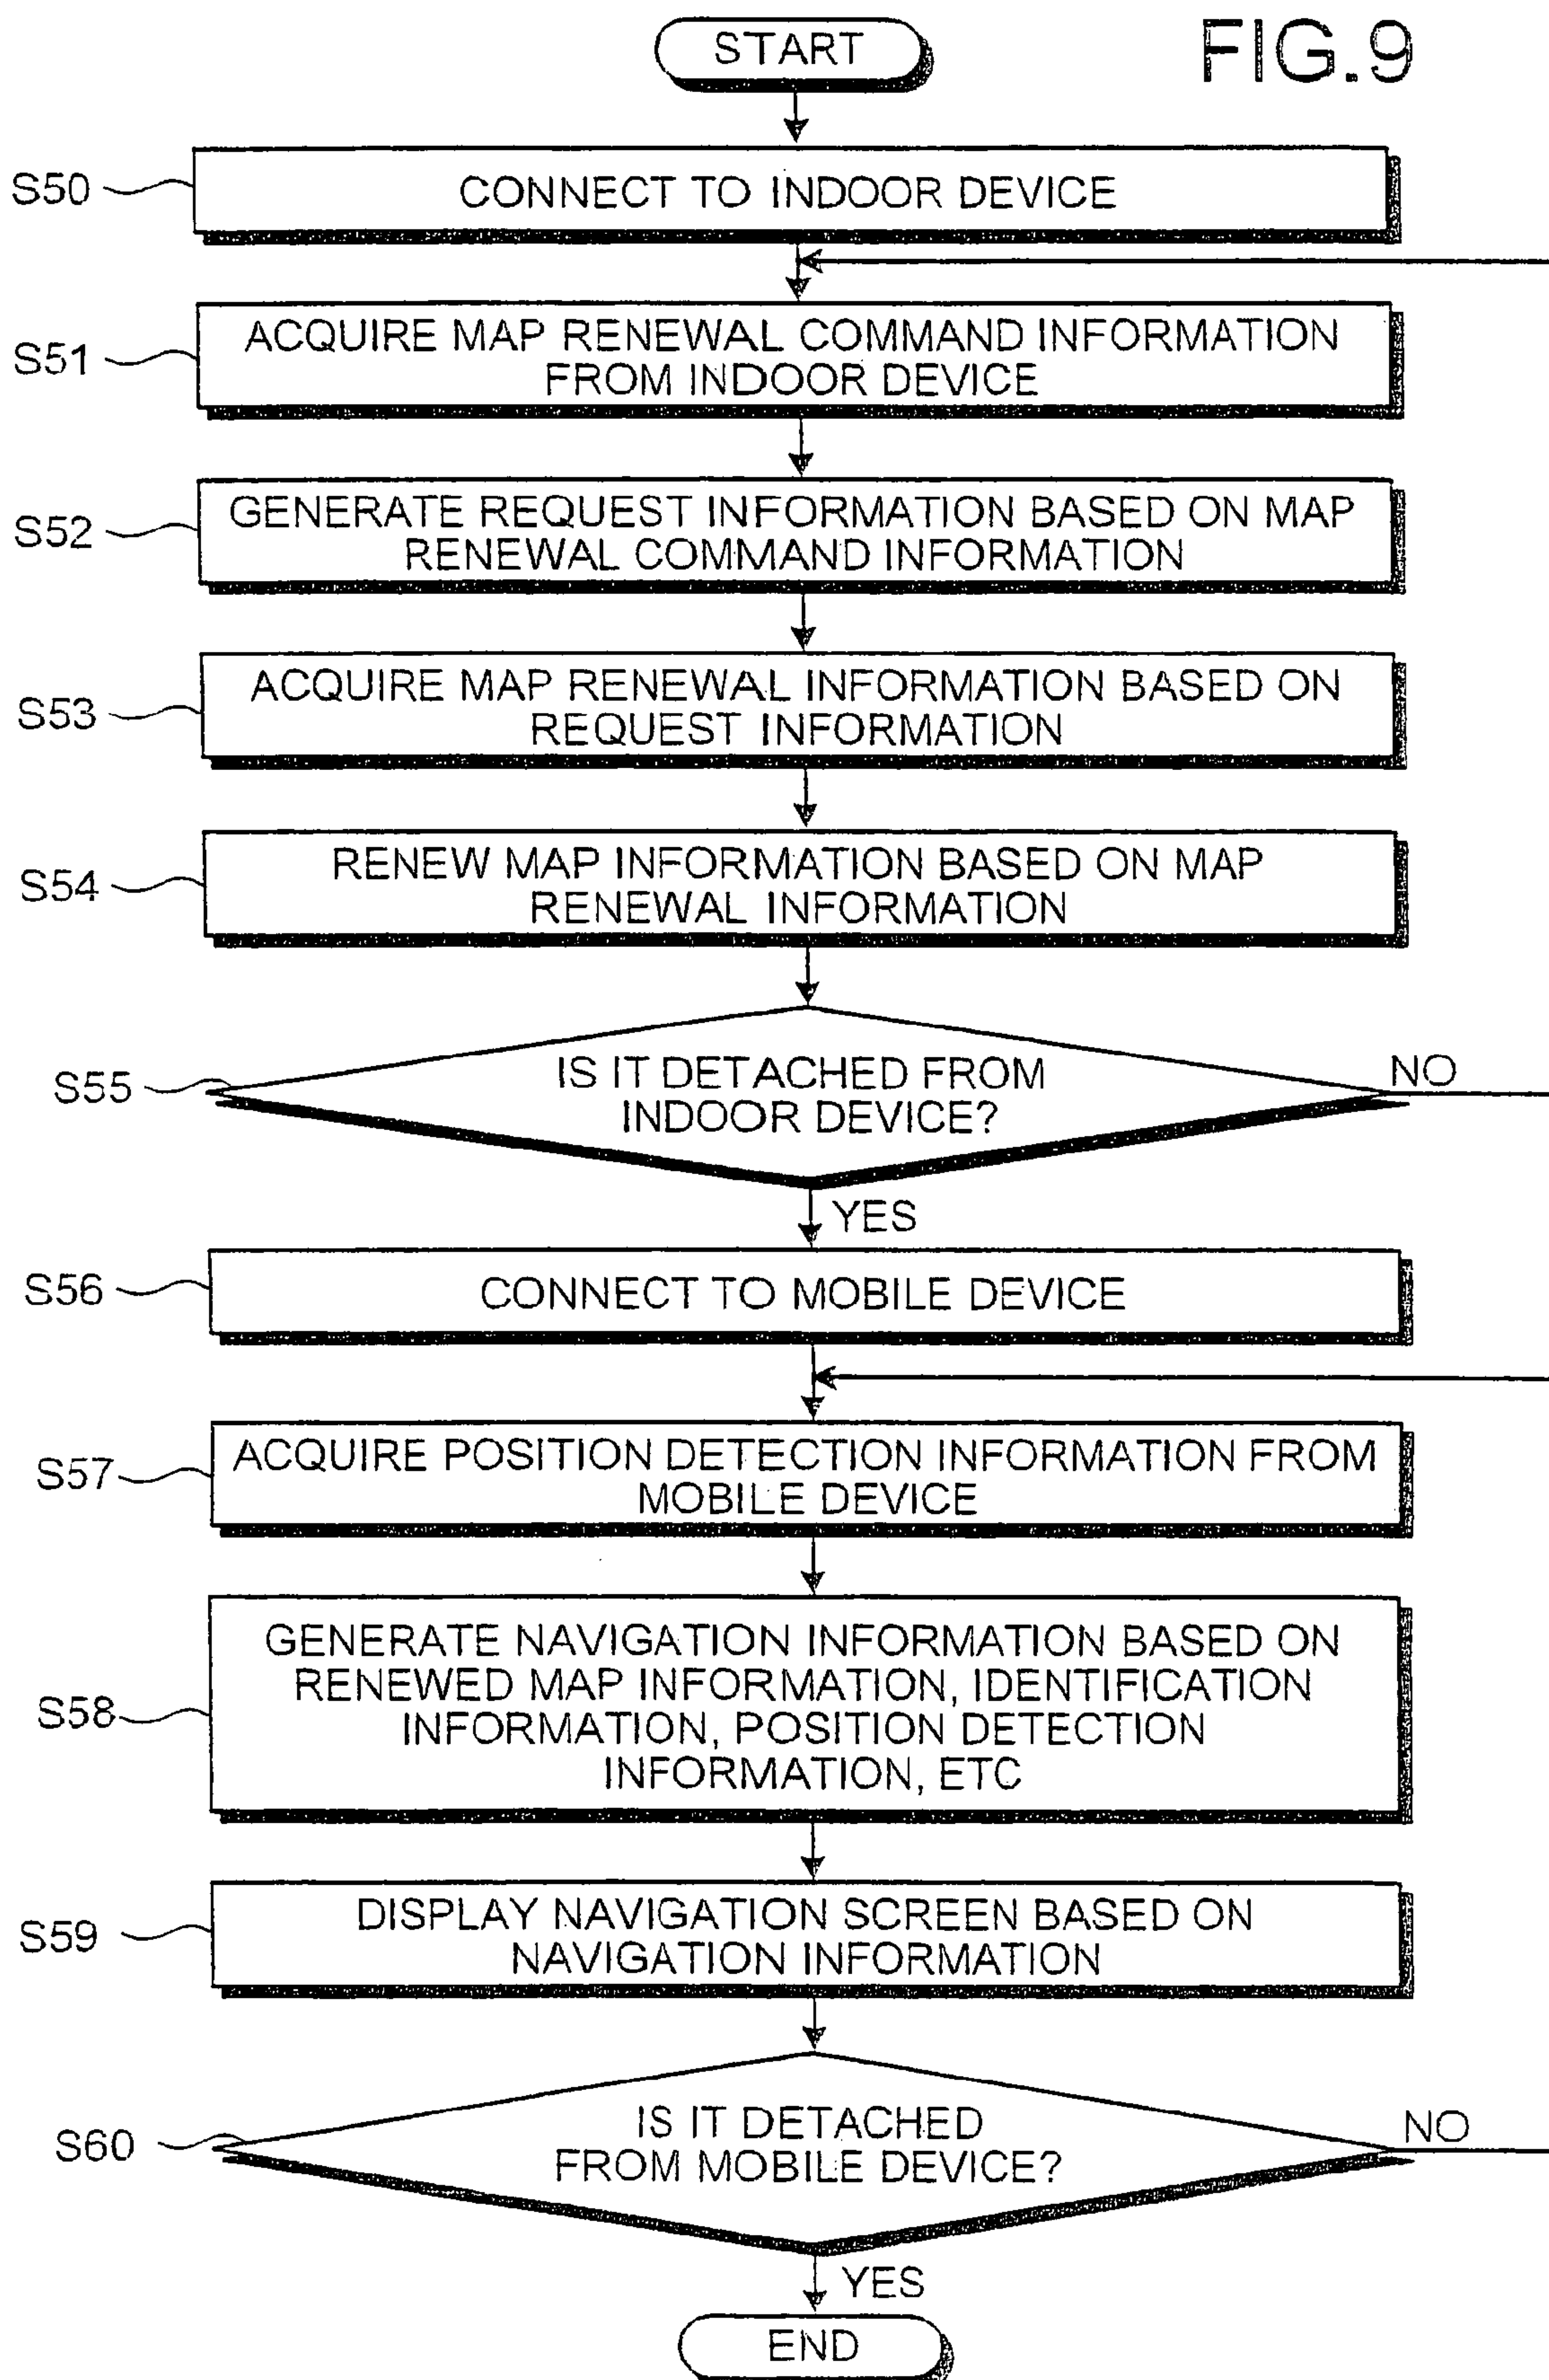 START
FIG.9
S50
CONNECT TO INDOOR DEVICE
S51
ACQUIRE MAP RENEWAL COMMAND INFORMATION
FROM INDOOR DEVICE
S52
GENERATE REQUEST INFORMATION BASED ON MAP
RENEWAL COMMAND INFORMATION
S53
ACQUIRE MAP RENEWAL INFORMATION BASED ON
REQUEST INFORMATION
S54
RENEW MAP INFORMATION BASED ON MAP
RENEWAL INFORMATION
S55
IS IT DETACHED FROM
INDOOR DEVICE?
NO
YES
S56
CONNECT TO MOBILE DEVICE
S57
ACQUIRE POSITION DETECTION INFORMATION FROM
MOBILE DEVICE
S58
GENERATE NAVIGATION INFORMATION BASED ON
RENEWED MAP INFORMATION, IDENTIFICATION
INFORMATION, POSITION DETECTION
INFORMATION, ETC
S59
DISPLAY NAVIGATION SCREEN BASED ON
NAVIGATION INFORMATION
S60
IS IT DETACHED
FROM MOBILE DEVICE?
NO
YES
END